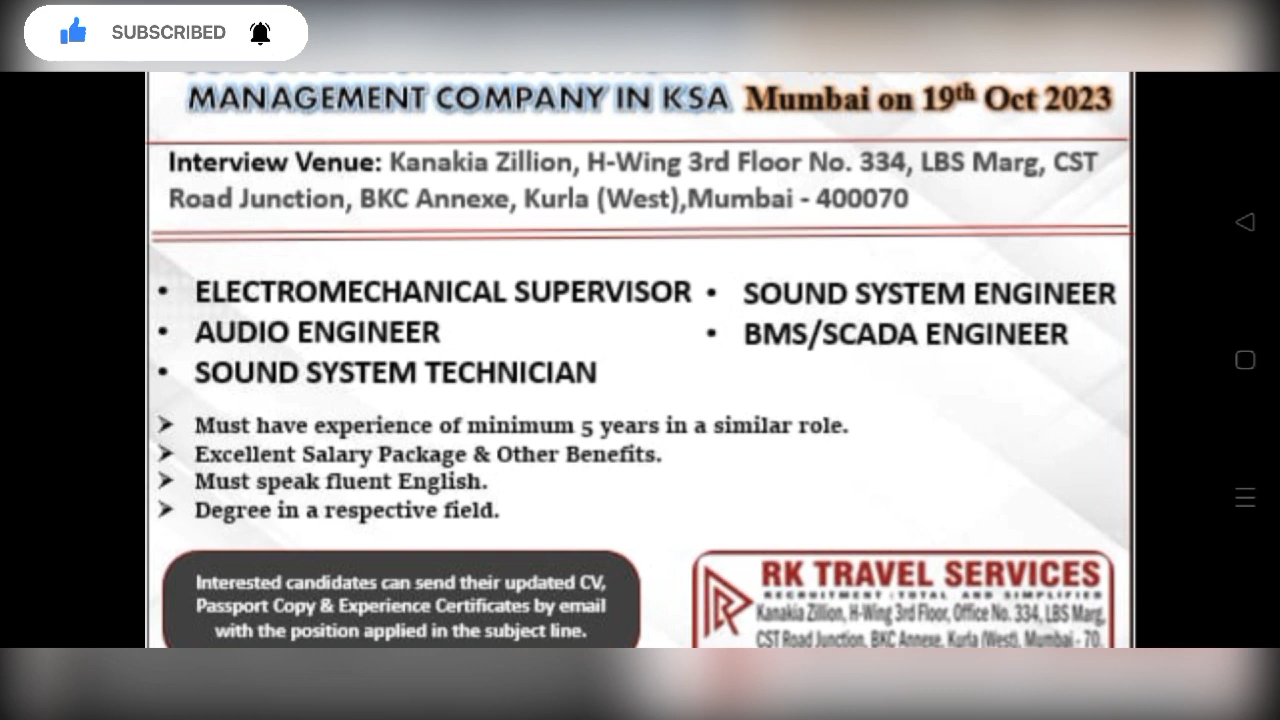 SUBSCRIBED
MANAGEMENT COMPANY IN KSA Mumbai on 19th Oct 2023
Interview Venue: Kanakia Zillion, H-Wing 3rd Floor No. 334, LBS Marg, CST
Road Junction, BKC Annexe, Kurla (West),Mumbai - 400070
• ELECTROMECHANICAL SUPERVISOR
• AUDIO ENGINEER
• SOUND SYSTEM TECHNICIAN
• SOUND SYSTEM ENGINEER
• BMS/SCADA ENGINEER
➢ Must have experience of minimum 5 years in a similar role.
➢ Excellent Salary Package & Other Benefits.
➢ Must speak fluent English.
➢ Degree in a respective field.
Interested candidates can send their updated CV,
Passport Copy & Experience Certificates by email
with the position applied in the subject line.
RK TRAVEL SERVICES
RECRUITMENT : TOTAL AND SIMPLIFIED
Kanakia Zillion, H-Wing 3rd Floor, Office No. 334, LBS Marg,
CST Road Junction, BKC Annexe, Kurla (West), Mumbai - 70.